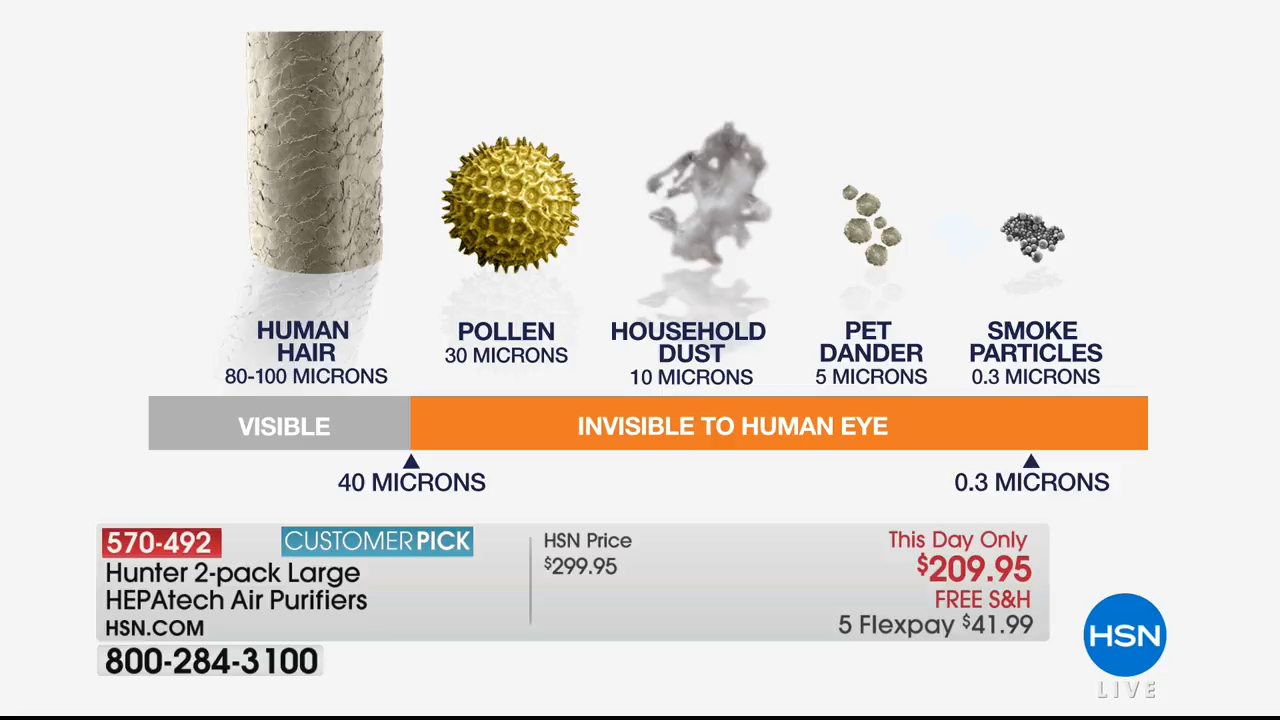 HUMAN
HAIR
80-100 MICRONS
POLLEN
30 MICRONS
HOUSEHOLD
DUST
10 MICRONS
PET
DANDER
5 MICRONS
SMOKE
PARTICLES
0.3 MICRONS
VISIBLE
INVISIBLE TO HUMAN EYE
40 MICRONS
0.3 MICRONS
570-492
CUSTOMERPICK
Hunter 2-pack Large
HEPAtech Air Purifiers
HSN.COM
800-284-3100
HSN Price
$299.95
This Day Only
$209.95
FREE S&H
5 Flexpay $41.99
HSN
LIVE